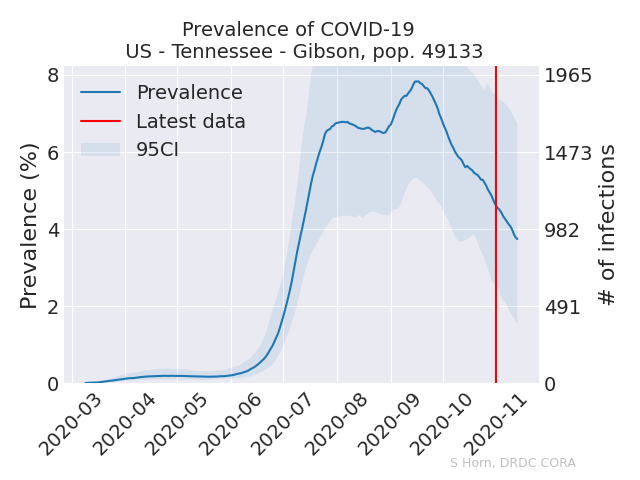 Prevalence of COVID-19
US - Tennessee - Gibson, pop. 49133
Prevalence
Latest data
95CI
Prevalence (%)
8
6
4
2
0
1965
1473
982
491
0
# of infections
2020-03
2020-04
2020-05
2020-06
2020-07
2020-08
2020-09
2020-10
2020-11
S Horn, DRDC CORA